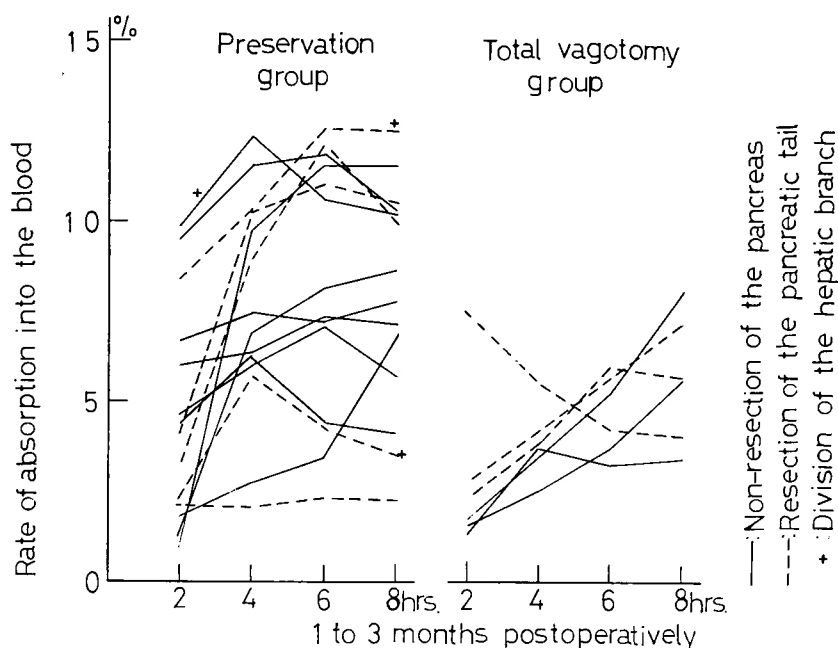 %
15
10
5
0
Rate of absorption into the blood
Preservation
group
Total vagotomy
group
2 4 6 8hrs.
2 4 6 8hrs.
1 to 3 months postoperatively
—:Non-resection of the pancreas
---:Resection of the pancreatic tail
+ :Division of the hepatic branch